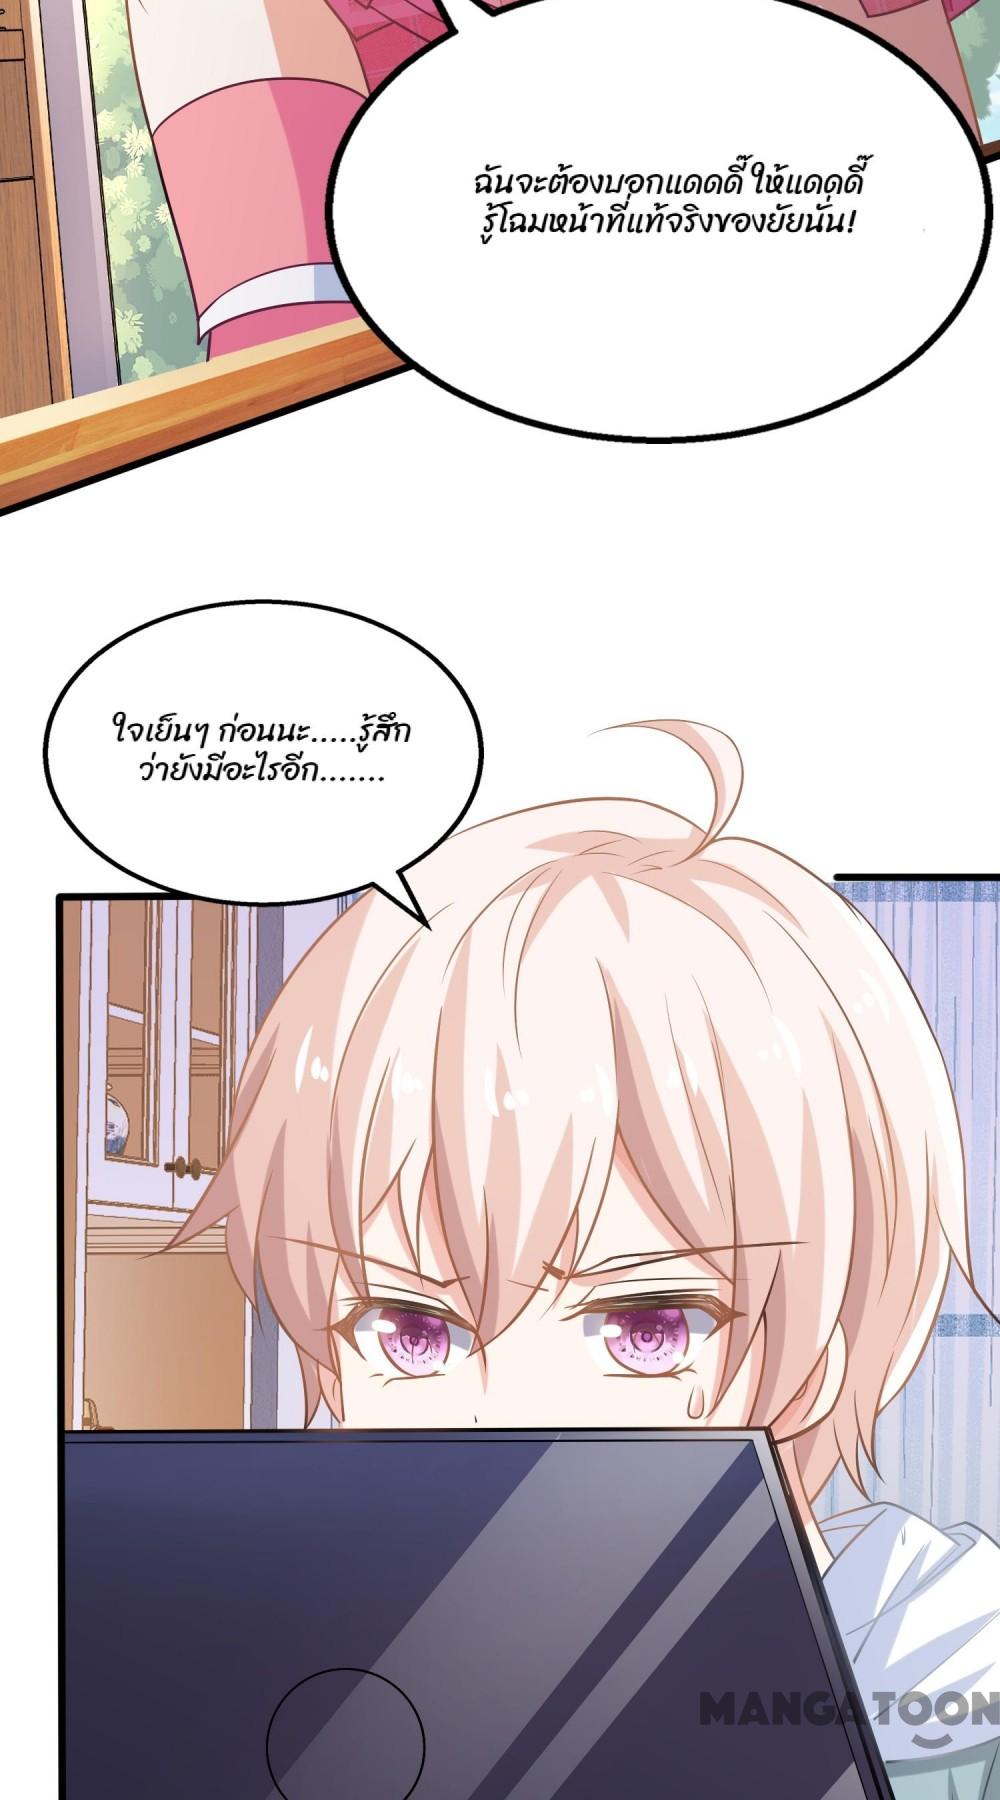 ฉันจะต้องบอกแดดดี๊ ให้แดดดี๊
รู้โฉมหน้าที่แท้จริงของยัยนั่น!
ใจเย็นๆ ก่อนนะ.....รู้สึก
ว่ายังมีอะไรอีก.......
MANGATOON